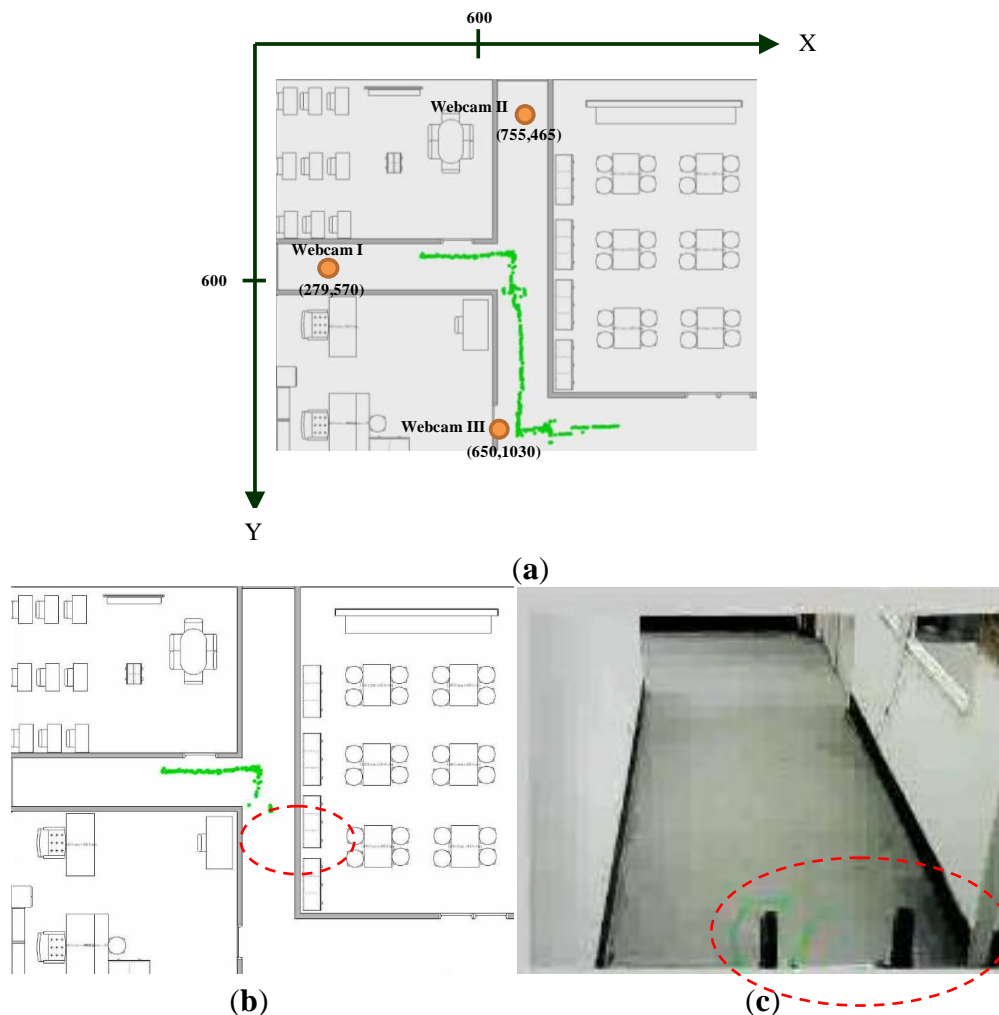 600
X
Webcam II
(755,465)
Webcam I
600
(279,570)
Webcam III
(650,1030)
Y
(a)
(b)
(c)